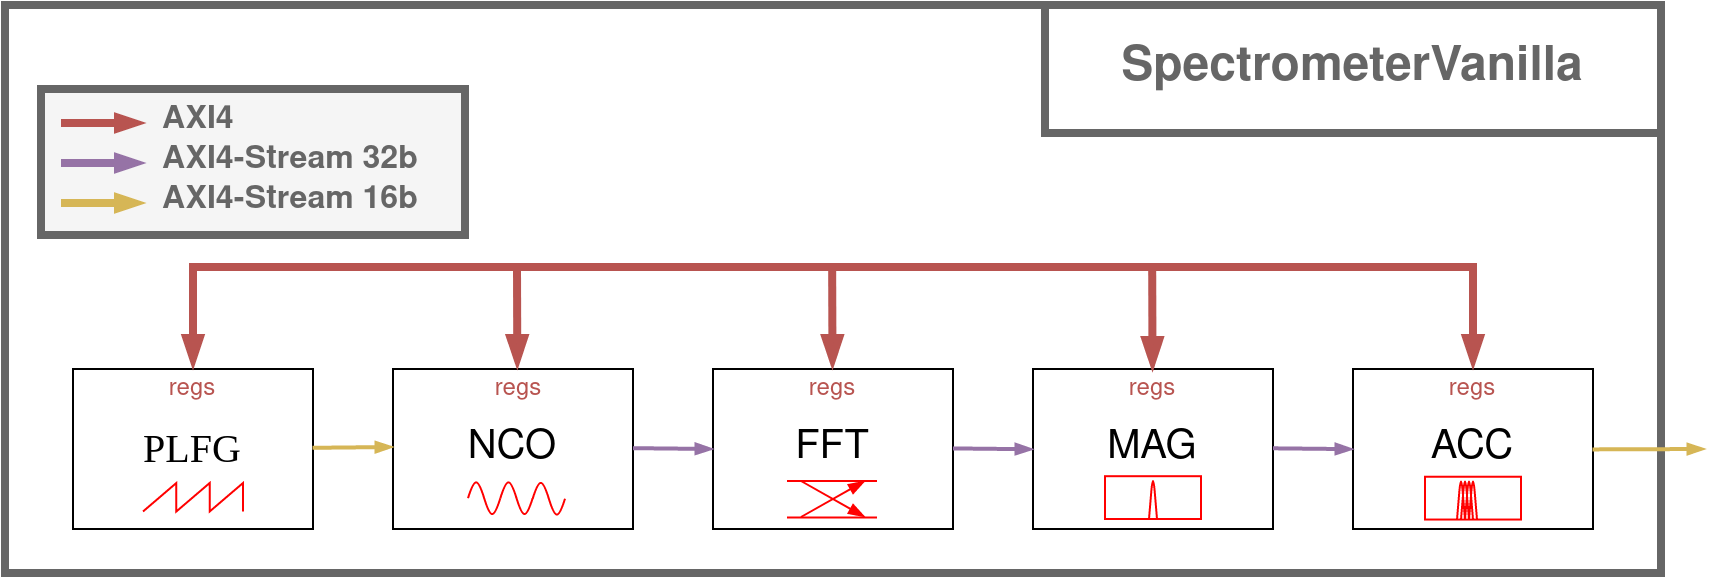 SpectrometerVanilla
AXI4
AXI4-Stream 32b
AXI4-Stream 16b
regs regs regs regs regs
PLFG NCO FFT MAG ACC